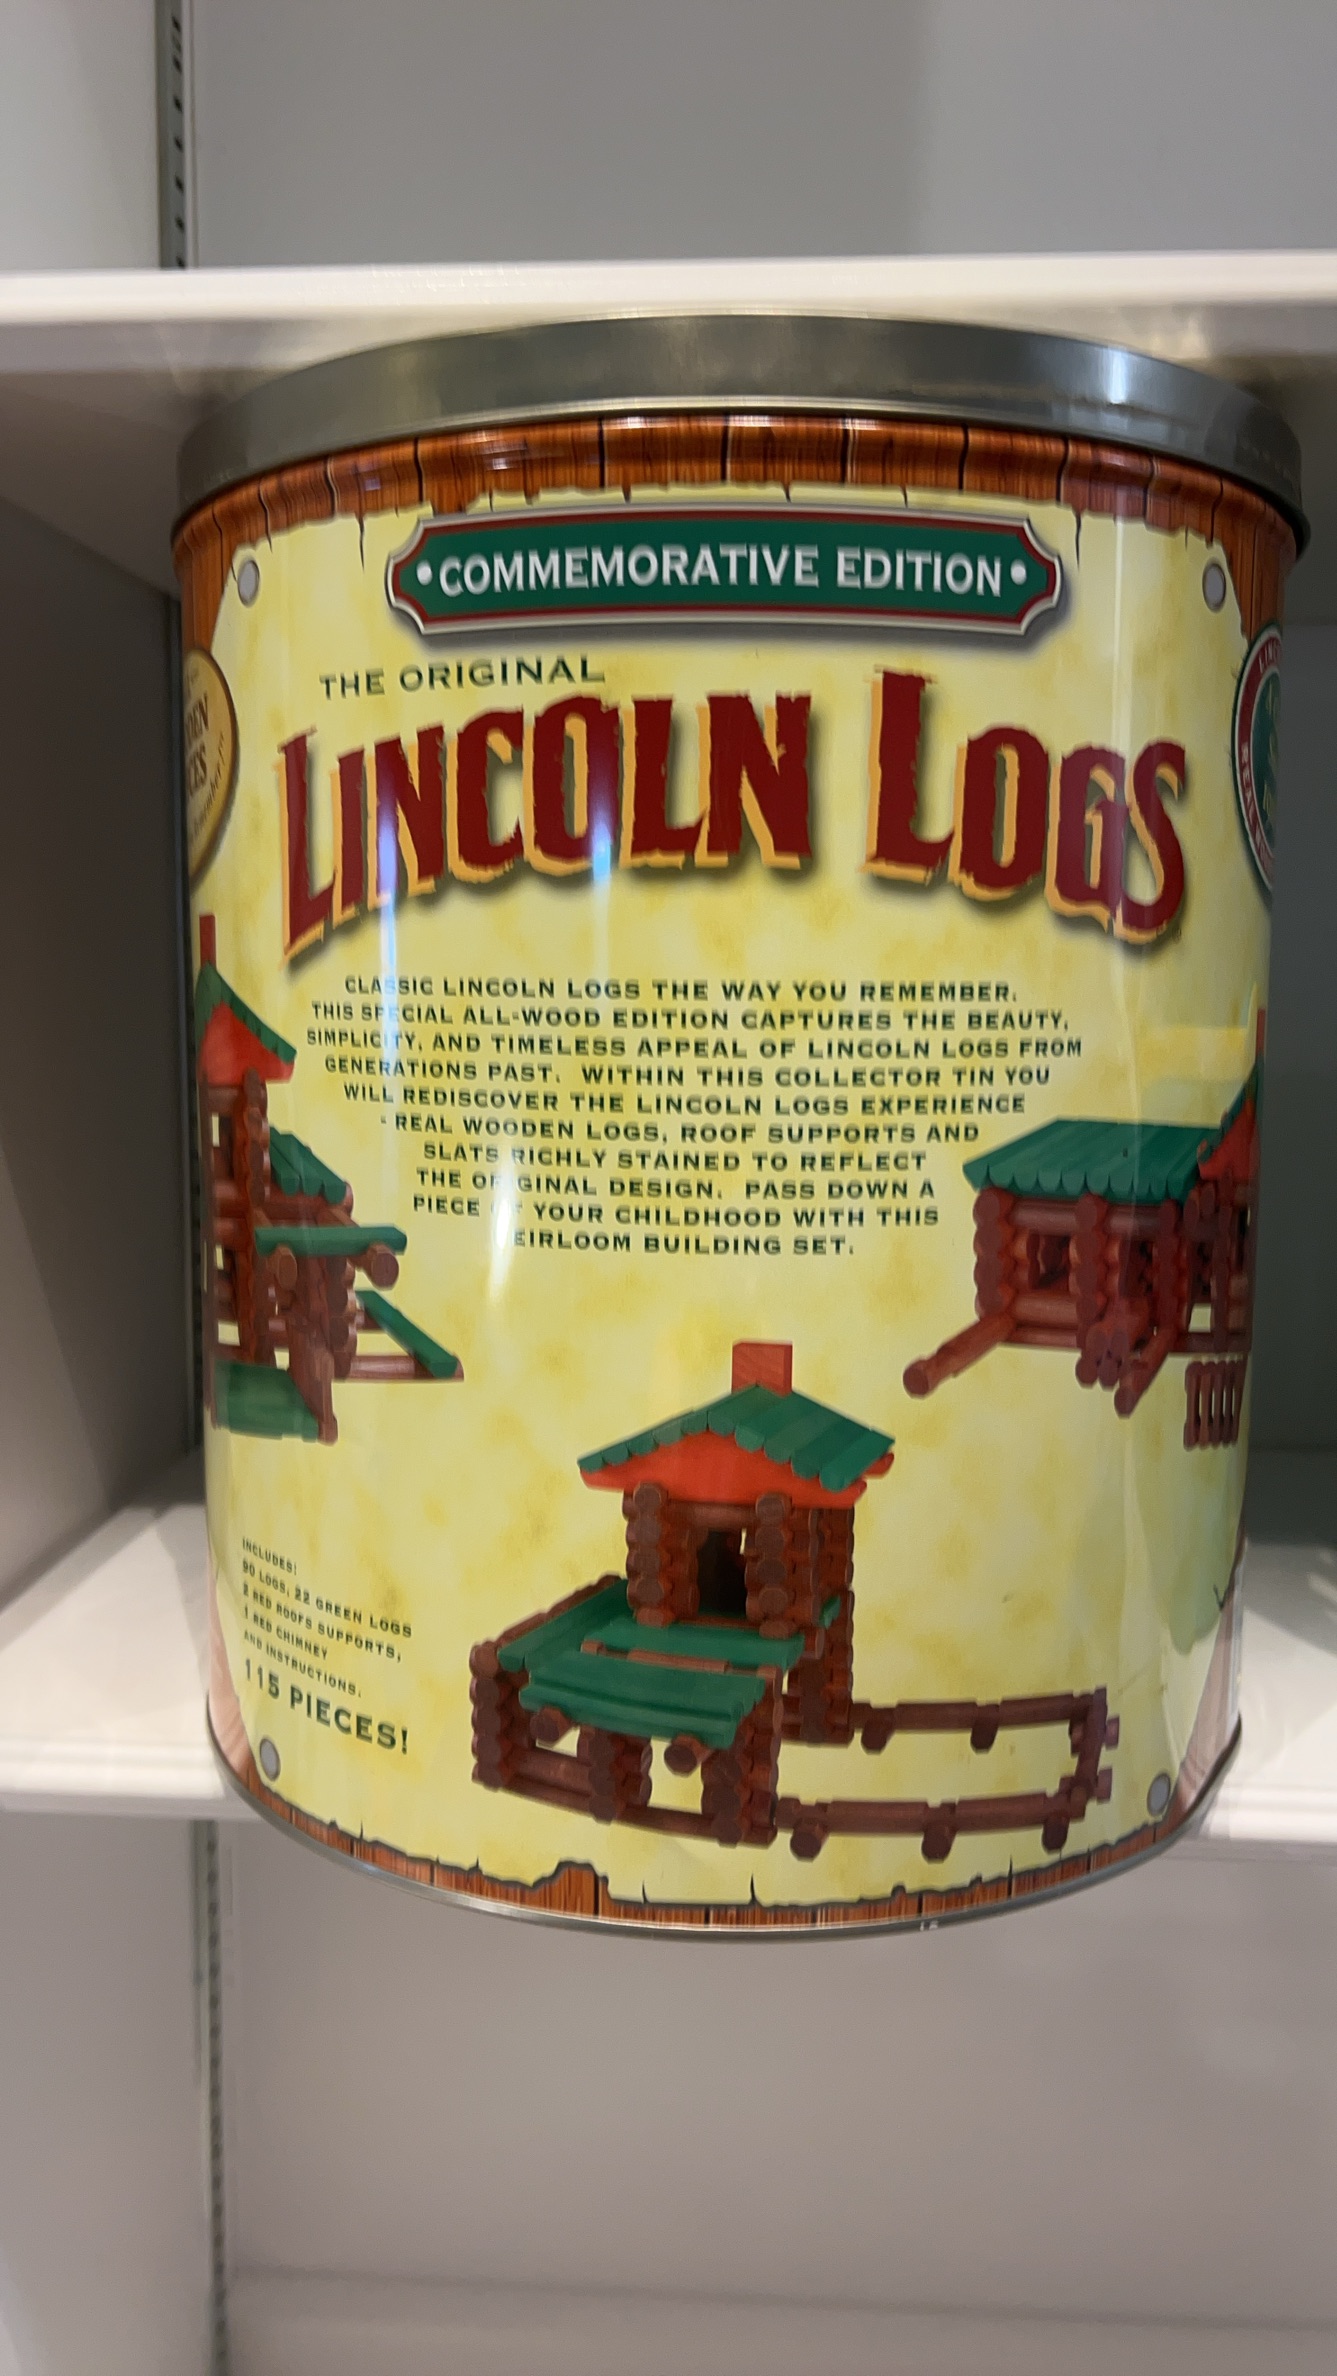 COMMEMORATIVE EDITION
THE ORIGINAL
LINCOLN LOGS
CLASSIC LINCOLN LOGS THE WAY YOU REMEMBER.
THIS SPECIAL ALL-WOOD EDITION CAPTURES THE BEAUTY,
SIMPLICITY, AND TIMELESS APPEAL OF LINCOLN LOGS FROM
GENERATIONS PAST. WITHIN THIS COLLECTOR TIN YOU
WILL REDISCOVER THE LINCOLN LOGS EXPERIENCE
- REAL WOODEN LOGS, ROOF SUPPORTS AND
SLATS RICHLY STAINED TO REFLECT
THE ORIGINAL DESIGN. PASS DOWN A
PIECE OF YOUR CHILDHOOD WITH THIS
HEIRLOOM BUILDING SET.
INCLUDES:
90 LOGS, 22 GREEN LOGS
2 RED ROOFS SUPPORTS,
1 RED CHIMNEY
AND INSTRUCTIONS.
115 PIECES!